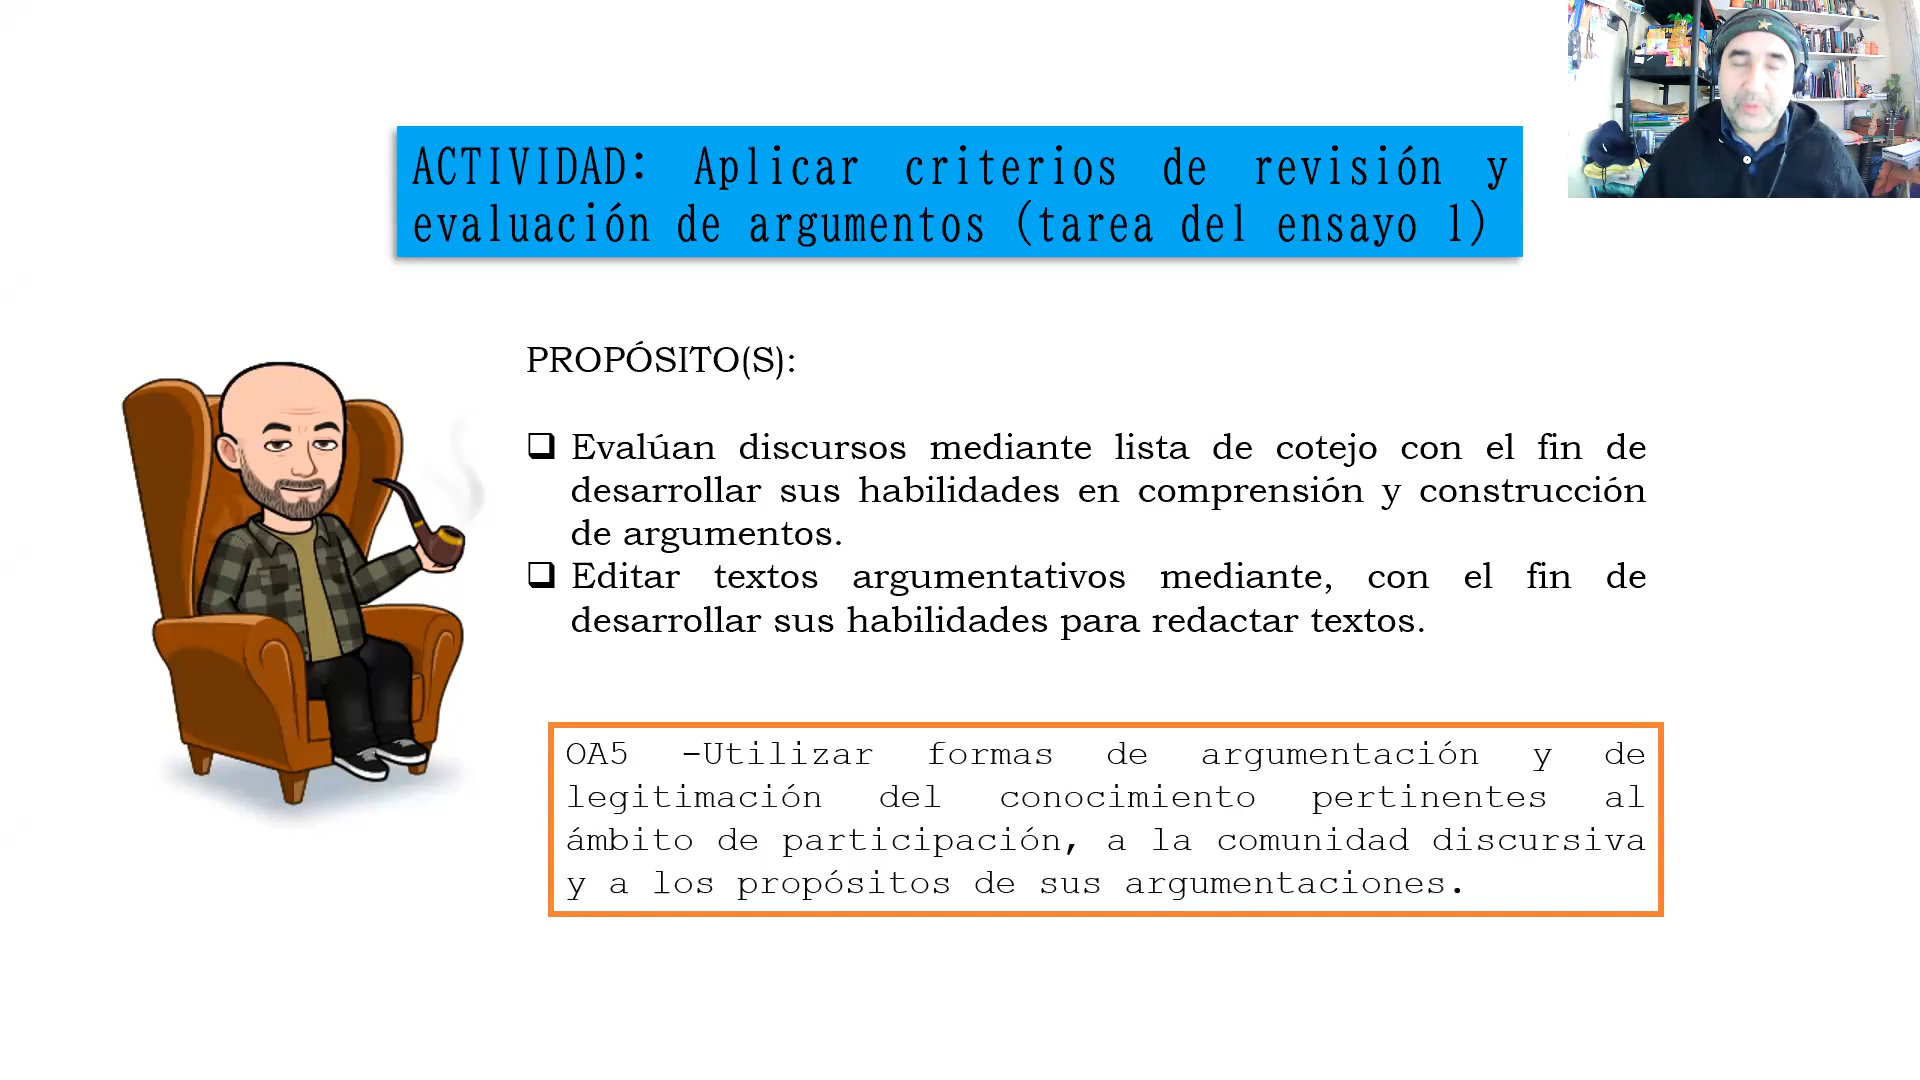 ACTIVIDAD: Aplicar criterios de revisión y
evaluación de argumentos (tarea del ensayo 1)
PROPÓSITO(S):
Evalúan discursos mediante lista de cotejo con el fin de
desarrollar sus habilidades en comprensión y construcción
de argumentos.
Editar textos argumentativos mediante, con el fin de
desarrollar sus habilidades para redactar textos.
OA5 -Utilizar formas de argumentación y de
legitimación del conocimiento pertinentes al
ámbito de participación, a la comunidad discursiva
y a los propósitos de sus argumentaciones.